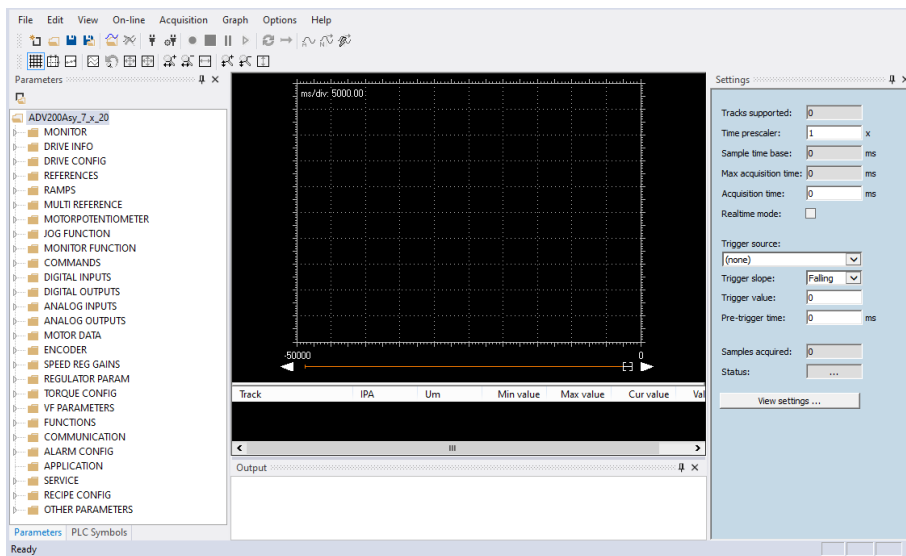 File Edit View On-line Acquisition Graph Options Help
Parameters
ADV200Asy_7_x_20
MONITOR
DRIVE INFO
DRIVE CONFIG
REFERENCES
RAMPS
MULTI REFERENCE
MOTORPOTENTIOMETER
JOG FUNCTION
MONITOR FUNCTION
COMMANDS
DIGITAL INPUTS
DIGITAL OUTPUTS
ANALOG INPUTS
ANALOG OUTPUTS
MOTOR DATA
ENCODER
SPEED REG GAINS
REGULATOR PARAM
TORQUE CONFIG
VF PARAMETERS
FUNCTIONS
COMMUNICATION
ALARM CONFIG
APPLICATION
SERVICE
RECIPE CONFIG
OTHER PARAMETERS
Parameters PLC Symbols
Ready
ms/div: 5000.00
-50000 0
Track IPA Um Min value Max value Cur value Val
Output
Settings
Tracks supported: 0
Time prescaler: 1 x
Sample time base: 0 ms
Max acquisition time: 0 ms
Acquisition time: 0 ms
Realtime mode:
Trigger source:
(none)
Trigger slope: Falling
Trigger value: 0
Pre-trigger time: 0 ms
Samples acquired: 0
Status: ...
View settings ...